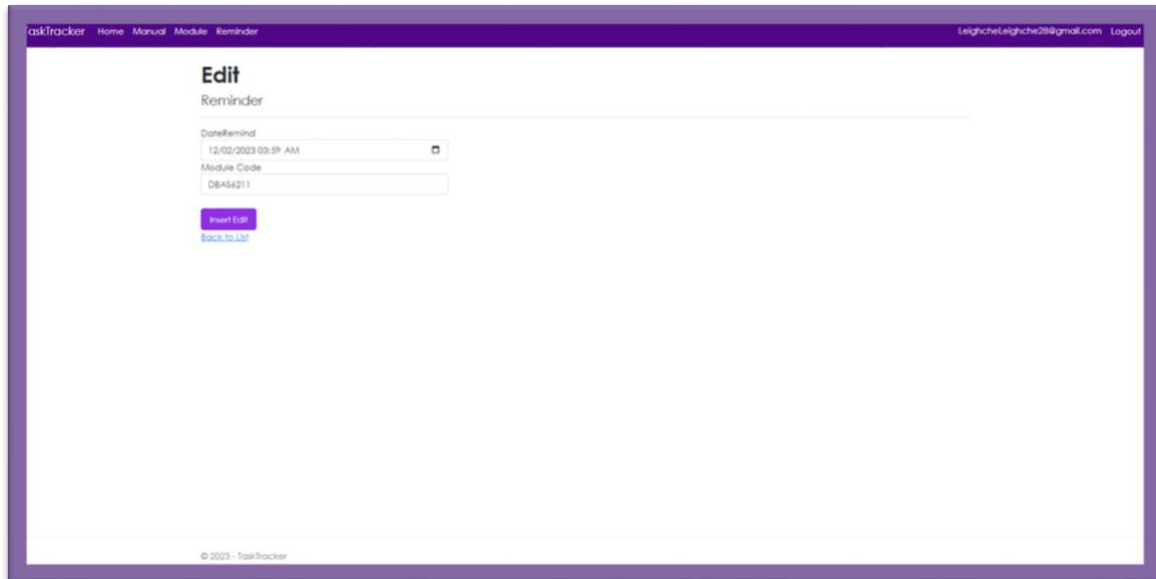 askTracker Home Manual Module Reminder LeighcheLeighche28@gmail.com Logout
Edit
Reminder
DateRemind
12/02/2023 03:59 AM
Module Code
DBAS6211
Insert Edit
Back to List
© 2023 - TaskTracker